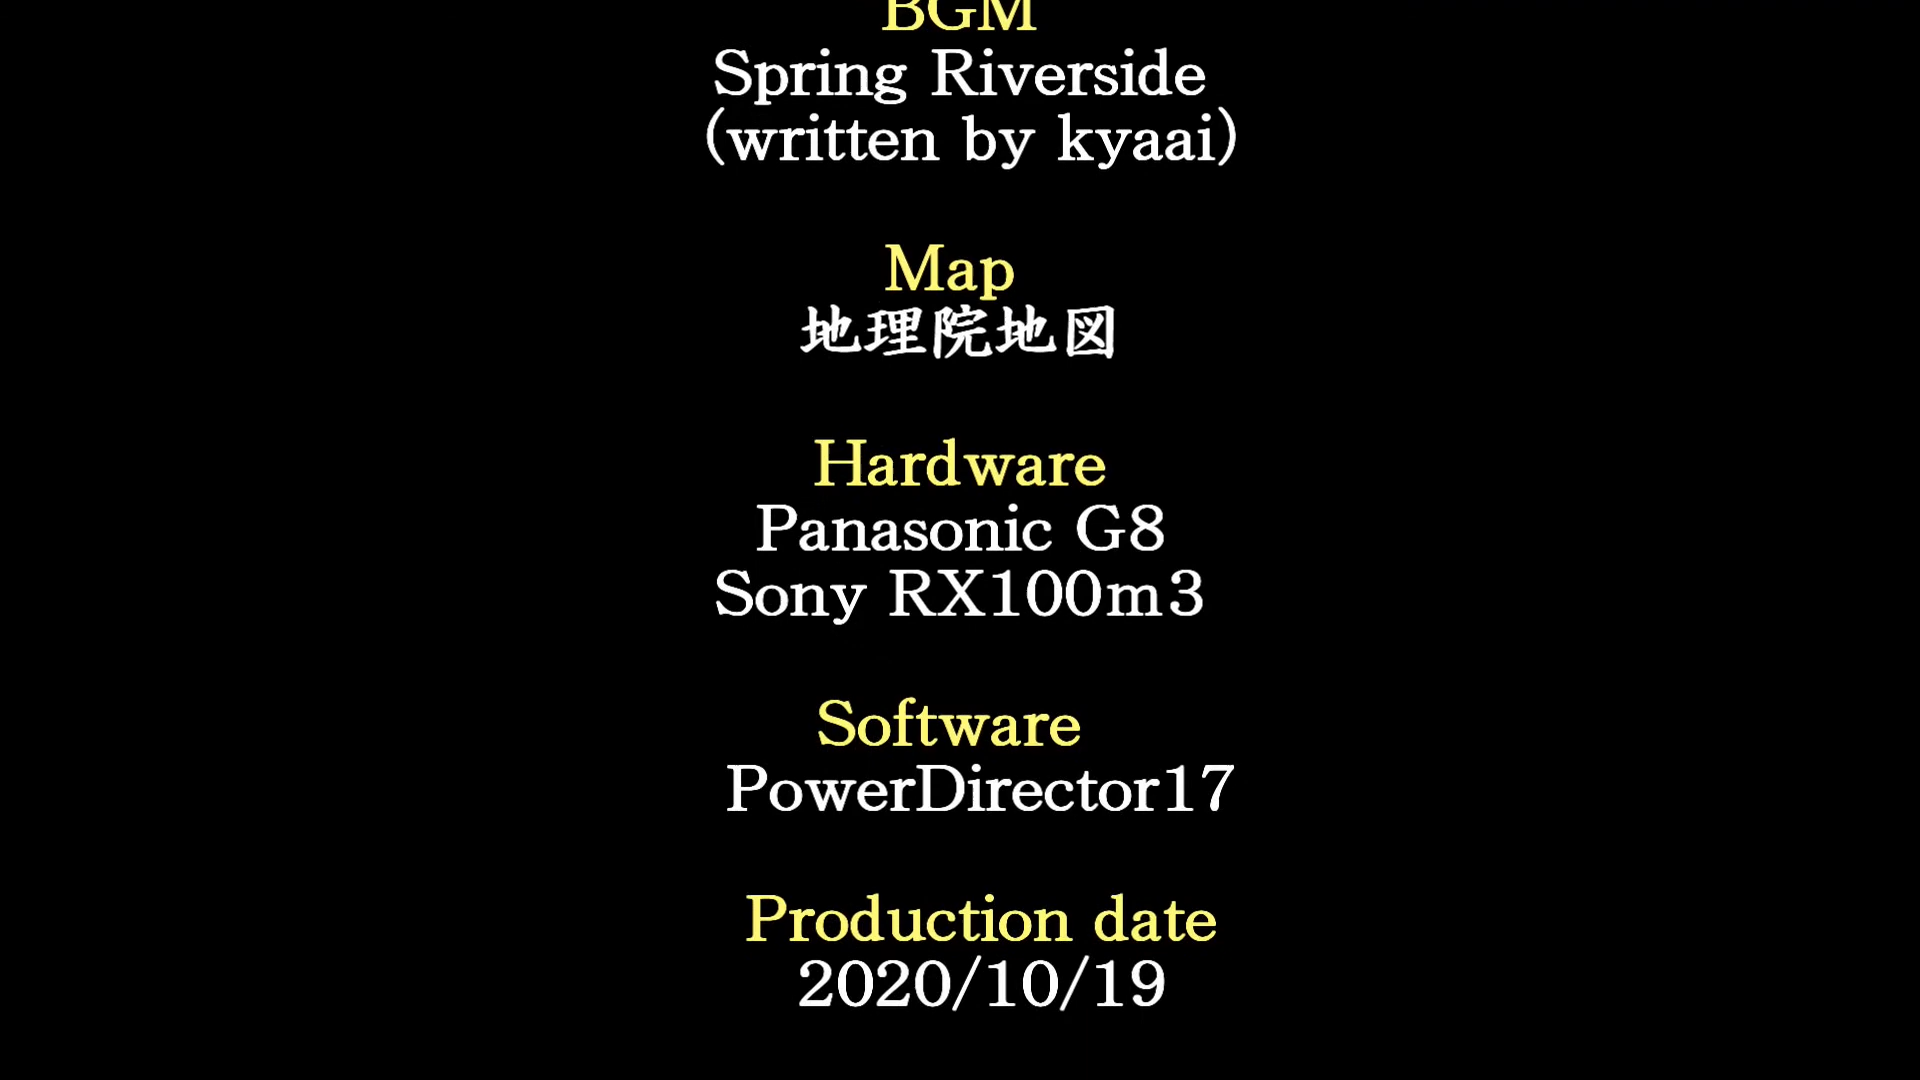 BGM
Spring Riverside
(written by kyaai)
Map
地理院地図
Hardware
Panasonic G8
Sony RX100m3
Software
PowerDirector17
Production date
2020/10/19